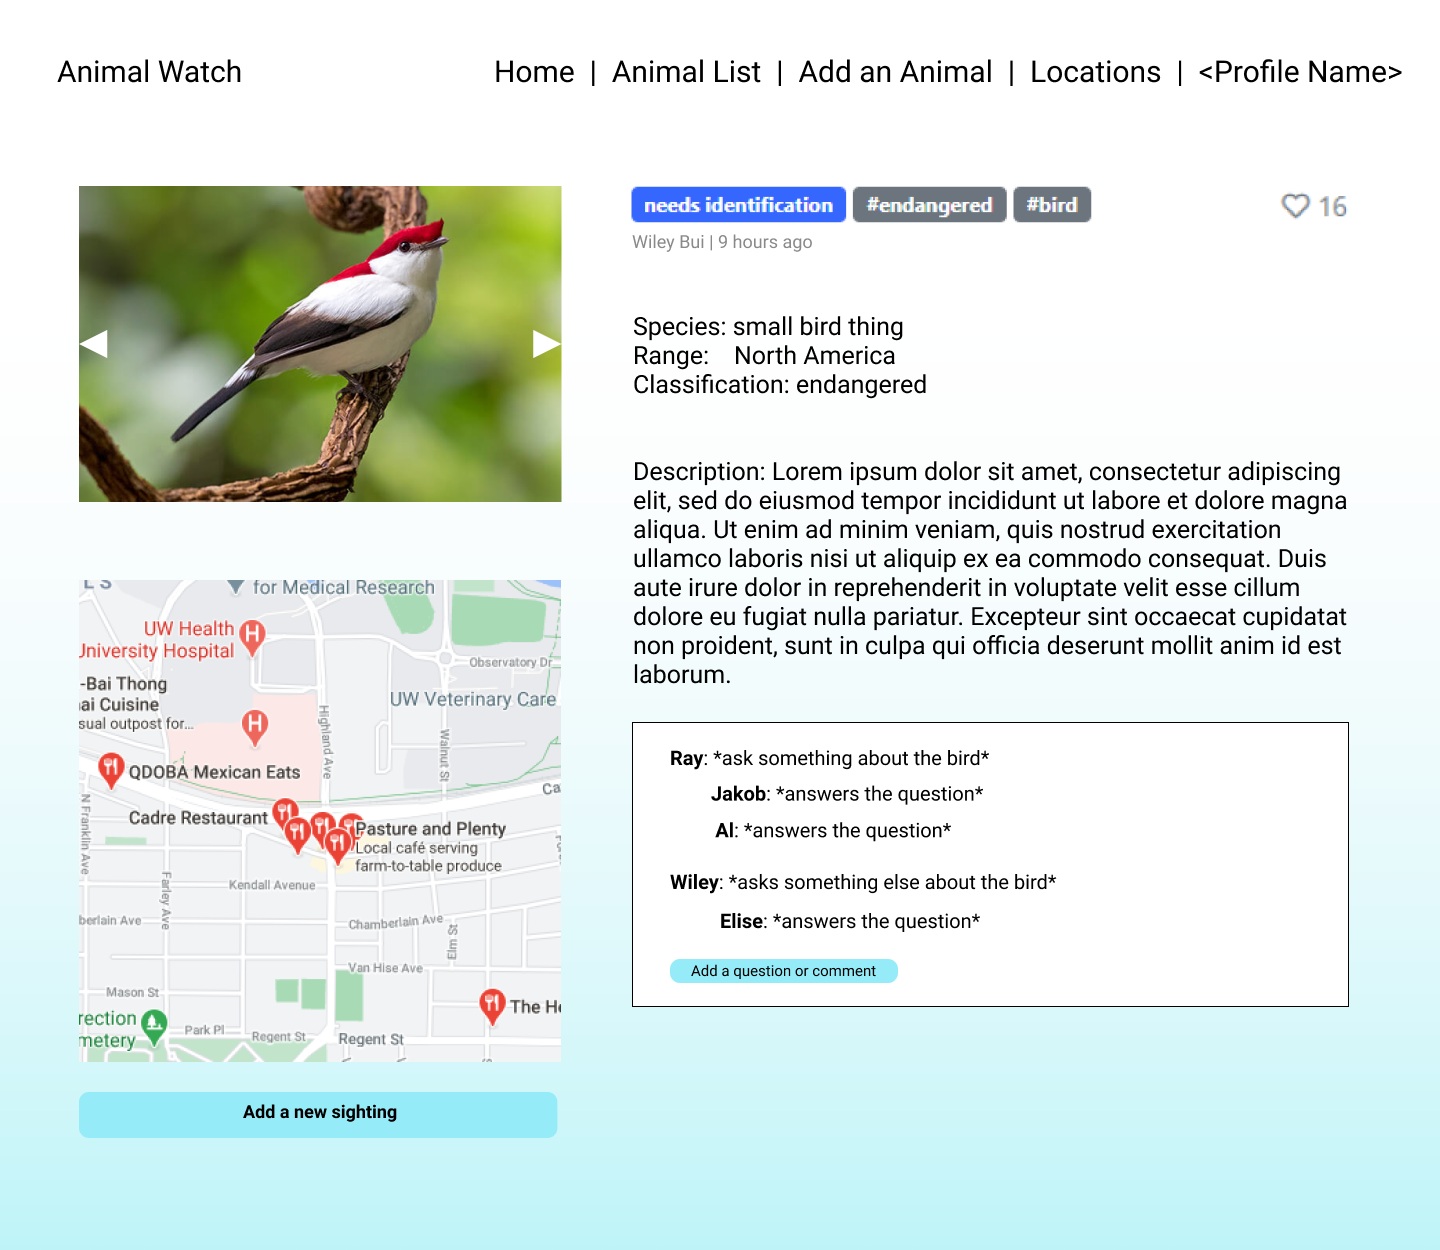 Animal Watch
Home | Animal List | Add an Animal | Locations | <Profile Name>
needs identification #endangered #bird
16
Wiley Bui | 9 hours ago
Species: small bird thing
Range: North America
Classification: endangered
Description: Lorem ipsum dolor sit amet, consectetur adipiscing
elit, sed do eiusmod tempor incididunt ut labore et dolore magna
aliqua. Ut enim ad minim veniam, quis nostrud exercitation
ullamco laboris nisi ut aliquip ex ea commodo consequat. Duis
aute irure dolor in reprehenderit in voluptate velit esse cillum
dolore eu fugiat nulla pariatur. Excepteur sint occaecat cupidatat
non proident, sunt in culpa qui officia deserunt mollit anim id est
laborum.
for Medical Research
UW Health
University Hospital
Observatory Dr
-Bai Thong
ai Cuisine
sual outpost for...
UW Veterinary Care
H
H
Highland Ave
Walnut St
QDOBA Mexican Eats
Ca
N Franklin Ave
Cadre Restaurant
Pasture and Plenty
Local café serving
farm-to-table produce
Kendall Avenue
Farley Ave
berlain Ave
Chamberlain Ave
Elm St
Van Hise Ave
Mason St
The He
rection
metery
Park Pl
Regent St
Regent St
Add a new sighting
Ray: *ask something about the bird*
Jakob: *answers the question*
Al: *answers the question*
Wiley: *asks something else about the bird*
Elise: *answers the question*
Add a question or comment